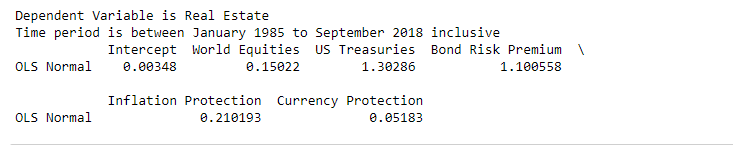 Dependent Variable is Real Estate
Time period is between January 1985 to September 2018 inclusive
Intercept World Equities US Treasuries Bond Risk Premium \
OLS Normal 0.00348 0.15022 1.30286 1.100558
Inflation Protection Currency Protection
OLS Normal 0.210193 0.05183